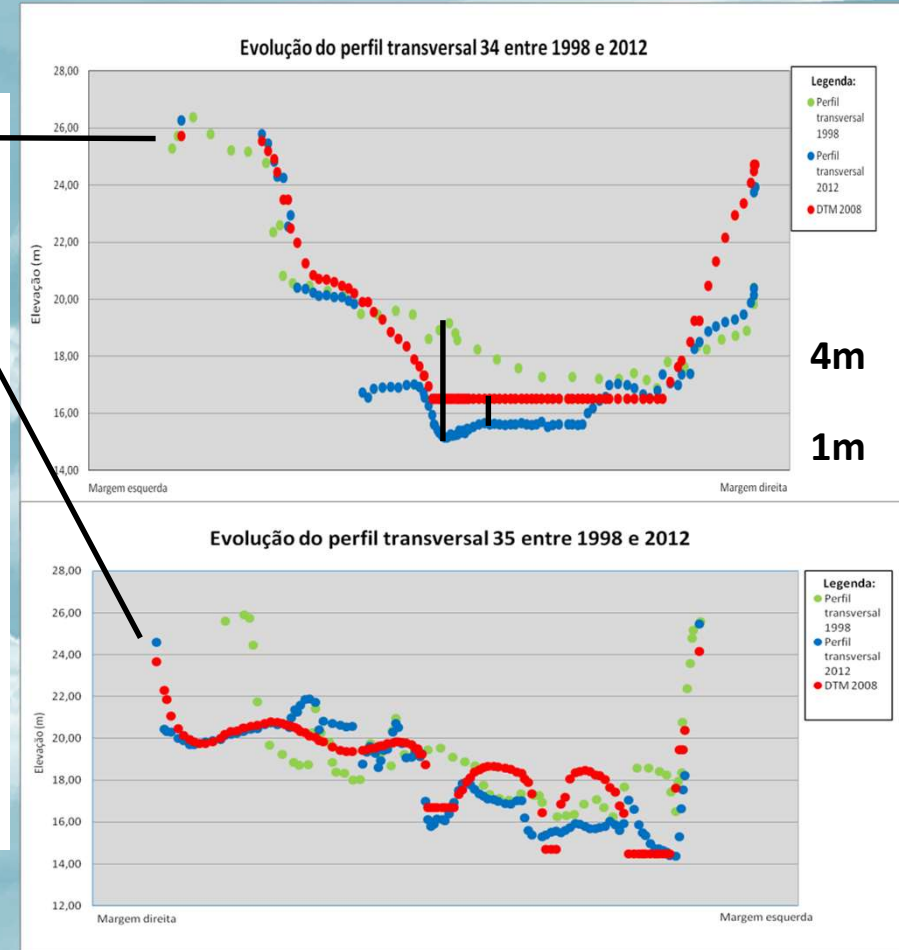 Evolução do perfil transversal 34 entre 1998 e 2012
28,00
26,00
24,00
22,00
20,00
18,00
16,00
14,00
Elevação (m)
Margem esquerda
Margem direita
Legenda:
Perfil
transversal
1998
Perfil
transversal
2012
DTM 2008
4m
1m
Evolução do perfil transversal 35 entre 1998 e 2012
28,00
26,00
24,00
22,00
20,00
18,00
16,00
14,00
12,00
Elevação (m)
Margem direita
Margem esquerda
Legenda:
Perfil
transversal
1998
Perfil
transversal
2012
DTM 2008